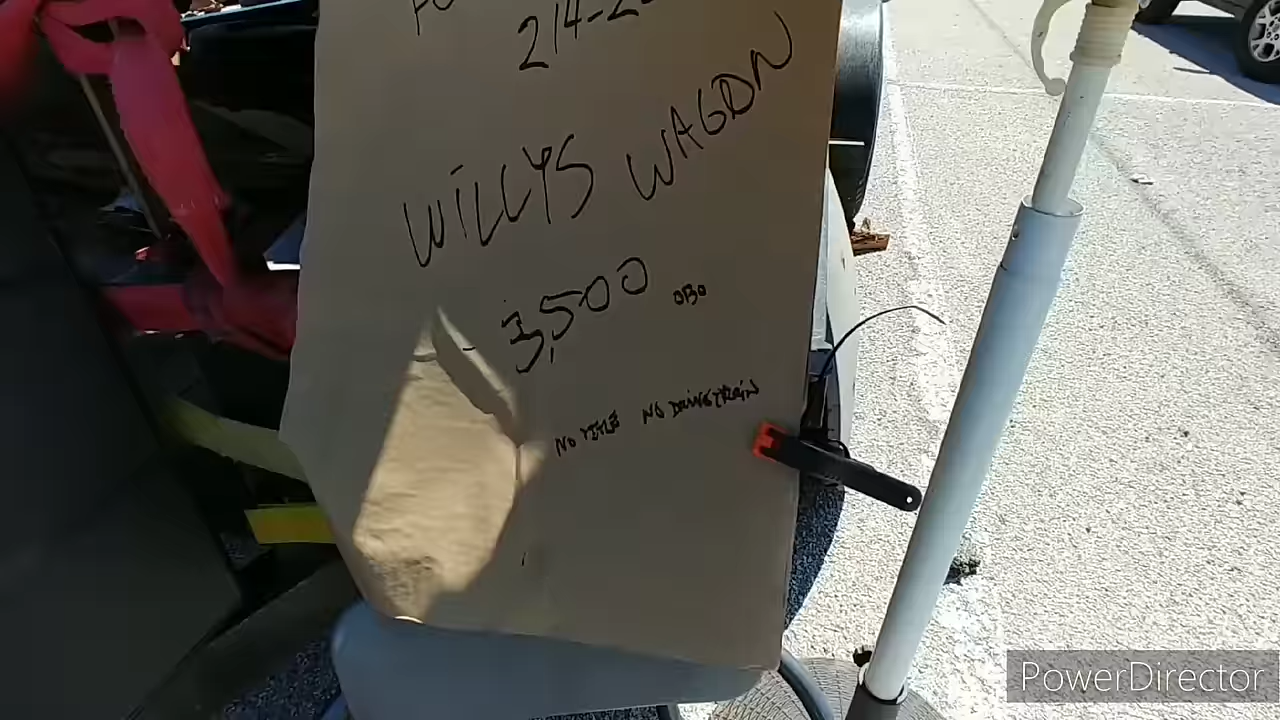 214-2
WiLLYS WAGON
3,500 OBO
NO TITLE NO DRIVETRAIN
PowerDirector